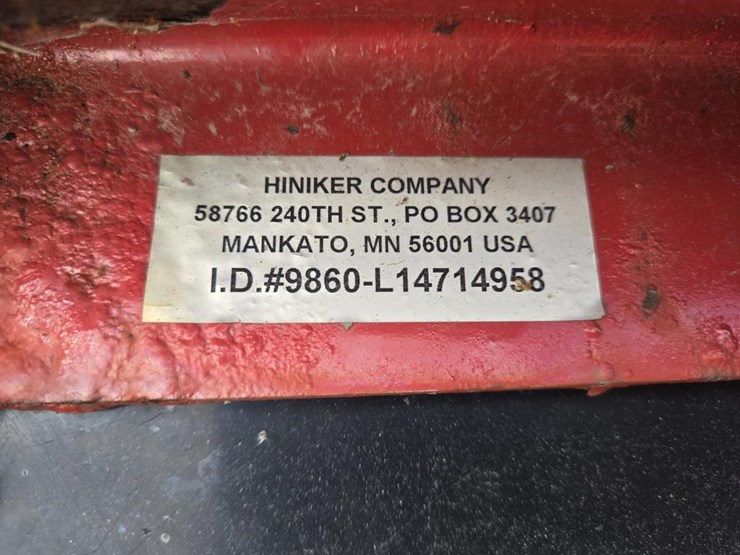 HINIKER COMPANY
58766 240TH ST., PO BOX 3407
MANKATO, MN 56001 USA
I.D.#9860-L14714958